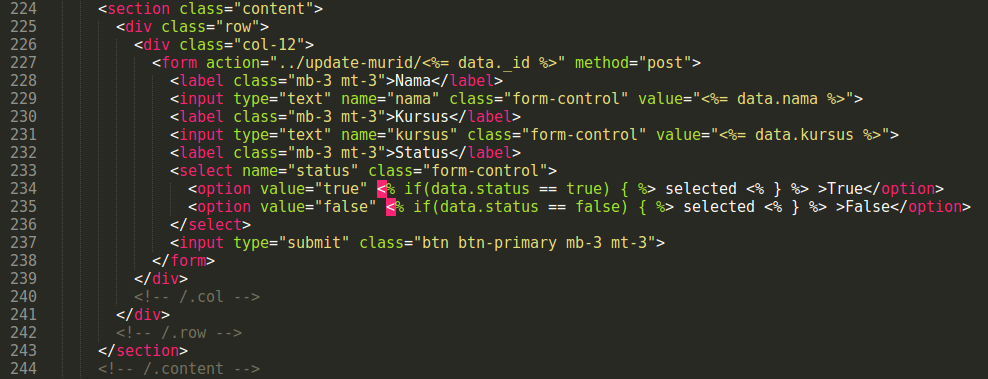 224 <section class="content">
225 <div class="row">
226 <div class="col-12">
227 <form action="../update-murid/<%= data._id %>" method="post">
228 <label class="mb-3 mt-3">Nama</label>
229 <input type="text" name="nama" class="form-control" value="<%= data.nama %>">
230 <label class="mb-3 mt-3">Kursus</label>
231 <input type="text" name="kursus" class="form-control" value="<%= data.kursus %>">
232 <label class="mb-3 mt-3">Status</label>
233 <select name="status" class="form-control">
234 <option value="true" <% if(data.status == true) { %> selected <% } %> >True</option>
235 <option value="false" <% if(data.status == false) { %> selected <% } %> >False</option>
236 </select>
237 <input type="submit" class="btn btn-primary mb-3 mt-3">
238 </form>
239 </div>
240 <!-- /.col -->
241 </div>
242 <!-- /.row -->
243 </section>
244 <!-- /.content -->